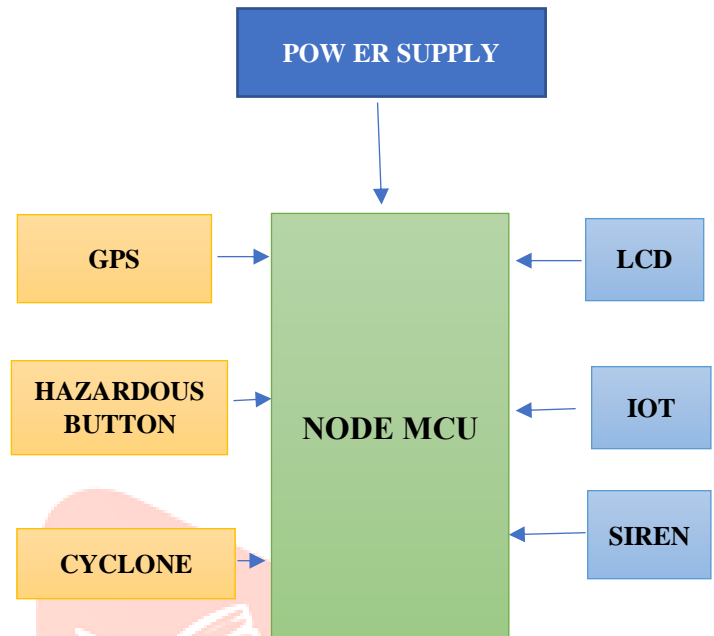 POW ER SUPPLY
GPS
LCD
HAZARDOUS
BUTTON
NODE MCU
IOT
CYCLONE
SIREN